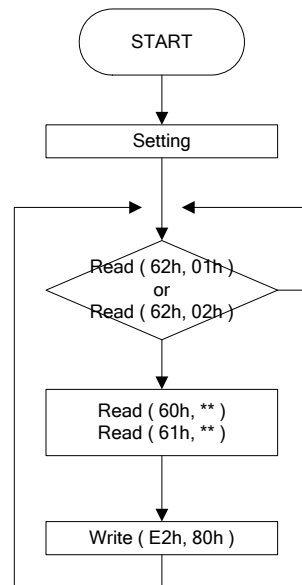 START
Setting
Read ( 62h, 01h )
or
Read ( 62h, 02h )
Read ( 60h, ** )
Read ( 61h, ** )
Write ( E2h, 80h )